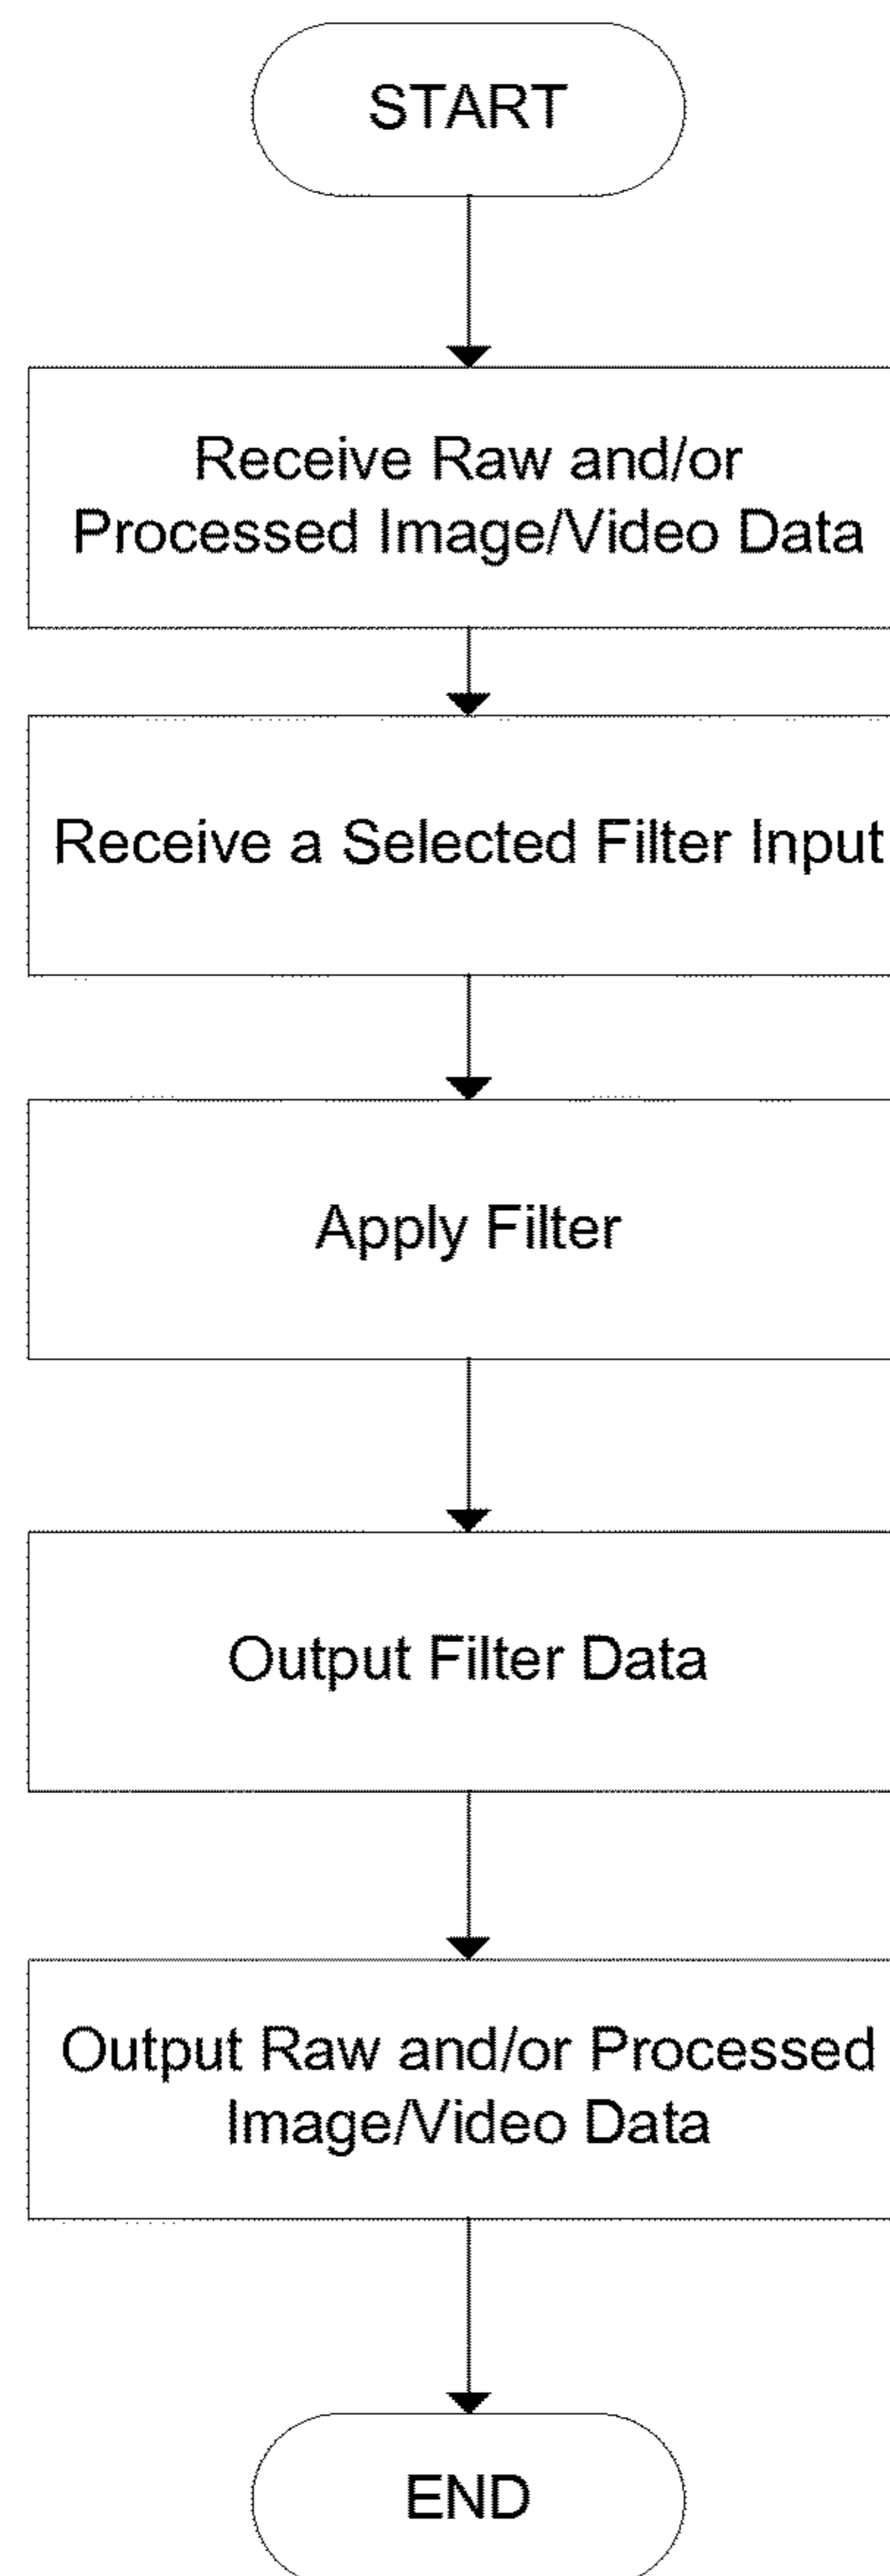 START
Receive Raw and/or
Processed Image/Video Data
Receive a Selected Filter Input
Apply Filter
Output Filter Data
Output Raw and/or Processed
Image/Video Data
END